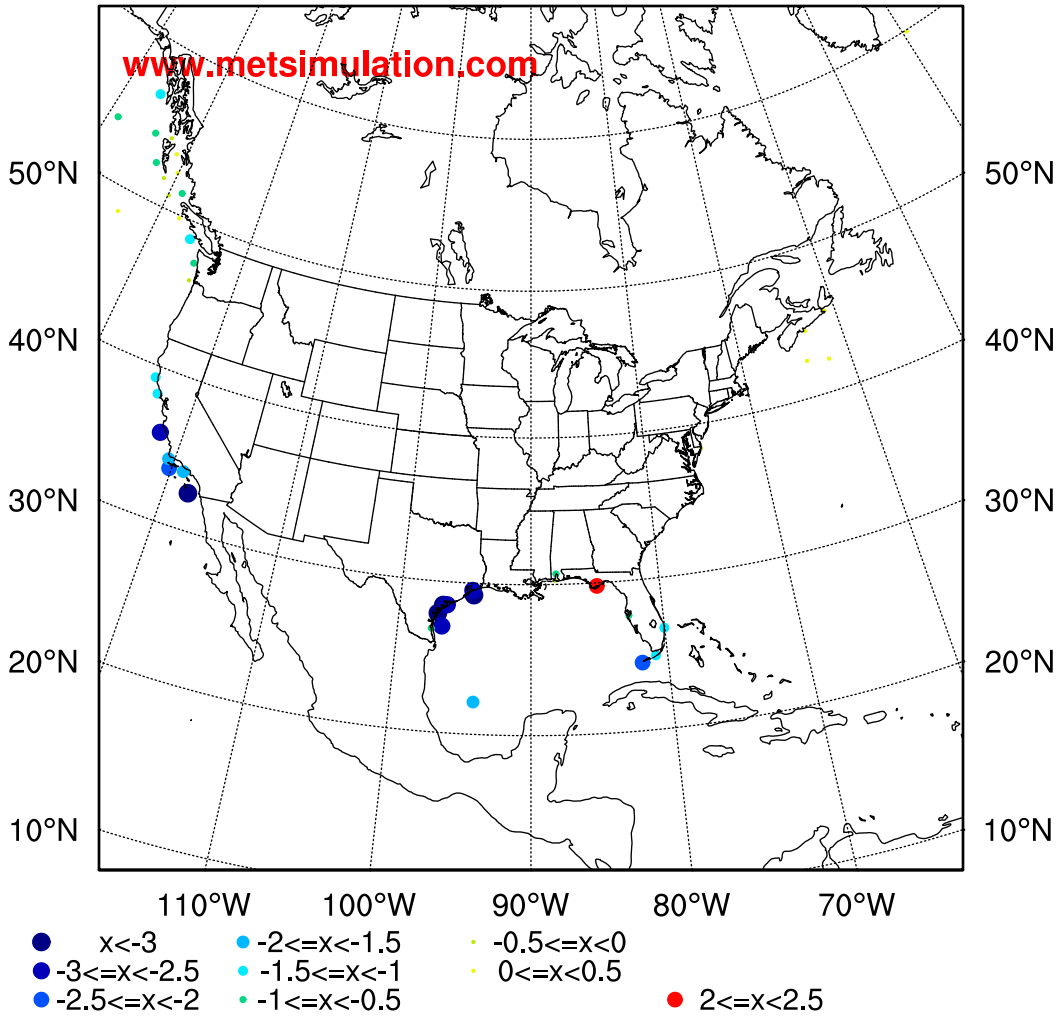 www.metsimulation.com
50°N 50°N
40°N 40°N
30°N 30°N
20°N 20°N
10°N 10°N
110°W 100°W 90°W 80°W 70°W
x<-3 -2<=x<-1.5 -0.5<=x<0
-3<=x<-2.5 -1.5<=x<-1 0<=x<0.5
-2.5<=x<-2 -1<=x<-0.5 2<=x<2.5